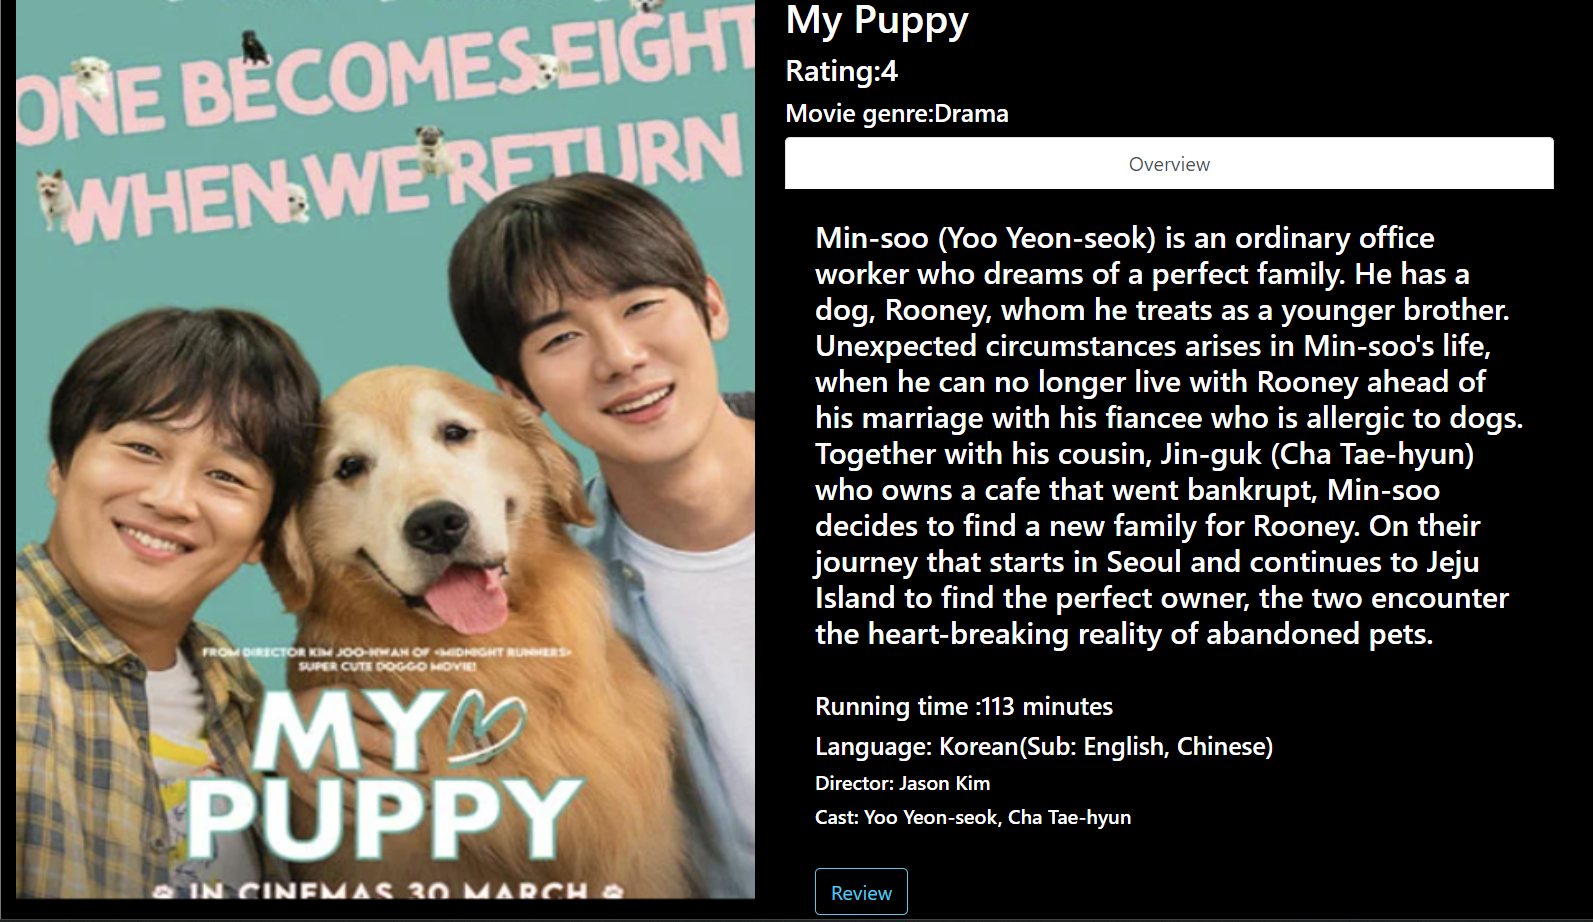 ONE BECOMES EIGHT
WHEN WE RETURN
FROM DIRECTOR KIM JOO-HWAN OF <MIDNIGHT RUNNERS>
SUPER CUTE DOGGO MOVIE!
MY
PUPPY
IN CINEMAS 30 MARCH
My Puppy
Rating:4
Movie genre:Drama
Overview
Min-soo (Yoo Yeon-seok) is an ordinary office
worker who dreams of a perfect family. He has a
dog, Rooney, whom he treats as a younger brother.
Unexpected circumstances arises in Min-soo's life,
when he can no longer live with Rooney ahead of
his marriage with his fiancee who is allergic to dogs.
Together with his cousin, Jin-guk (Cha Tae-hyun)
who owns a cafe that went bankrupt, Min-soo
decides to find a new family for Rooney. On their
journey that starts in Seoul and continues to Jeju
Island to find the perfect owner, the two encounter
the heart-breaking reality of abandoned pets.
Running time :113 minutes
Language: Korean(Sub: English, Chinese)
Director: Jason Kim
Cast: Yoo Yeon-seok, Cha Tae-hyun
Review